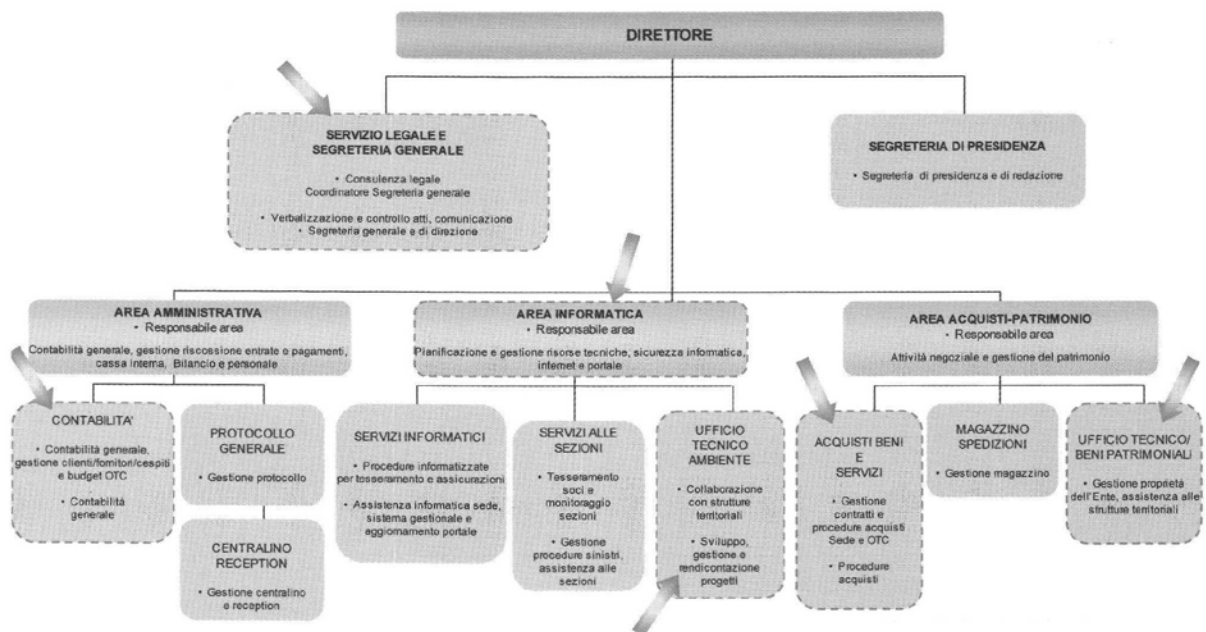 DIRETTORE
SERVIZIO LEGALE E
SEGRETERIA GENERALE
• Consulenza legale
Coordinatore Segreteria generale
• Verbalizzazione e controllo atti, comunicazione
• Segreteria generale e di direzione
SEGRETERIA DI PRESIDENZA
• Segreteria di presidenza e di redazione
AREA AMMINISTRATIVA
• Responsabile area
Contabilità generale, gestione riscossione entrate e pagamenti,
cassa interna, Bilancio e personale
AREA INFORMATICA
• Responsabile area
Pianificazione e gestione risorse tecniche, sicurezza informatica,
internet e portale
AREA ACQUISTI-PATRIMONIO
• Responsabile area
Attività negoziale e gestione del patrimonio
CONTABILITA'
• Contabilità generale,
gestione clienti/fornitori/cespiti
e budget OTC
• Contabilità
generale
PROTOCOLLO
GENERALE
• Gestione protocollo
CENTRALINO
RECEPTION
• Gestione centralino
e reception
SERVIZI INFORMATICI
• Procedure informatizzate
per tesseramento e assicurazioni
• Assistenza informatica sede,
sistema gestionale e
aggiornamento portale
SERVIZI ALLE
SEZIONI
• Tesseramento
soci e
monitoraggio
sezioni
• Gestione
procedure sinistri,
assistenza alle
sezioni
UFFICIO
TECNICO
AMBIENTE
• Collaborazione
con strutture
territoriali
• Sviluppo,
gestione e
rendicontazione
progetti
ACQUISTI BENI
E
SERVIZI
• Gestione
contratti e
procedure acquisti
Sede e OTC
• Procedure
acquisti
MAGAZZINO
SPEDIZIONI
• Gestione magazzino
UFFICIO TECNICO/
BENI PATRIMONIALI
• Gestione proprietà
dell'Ente, assistenza alle
strutture territoriali